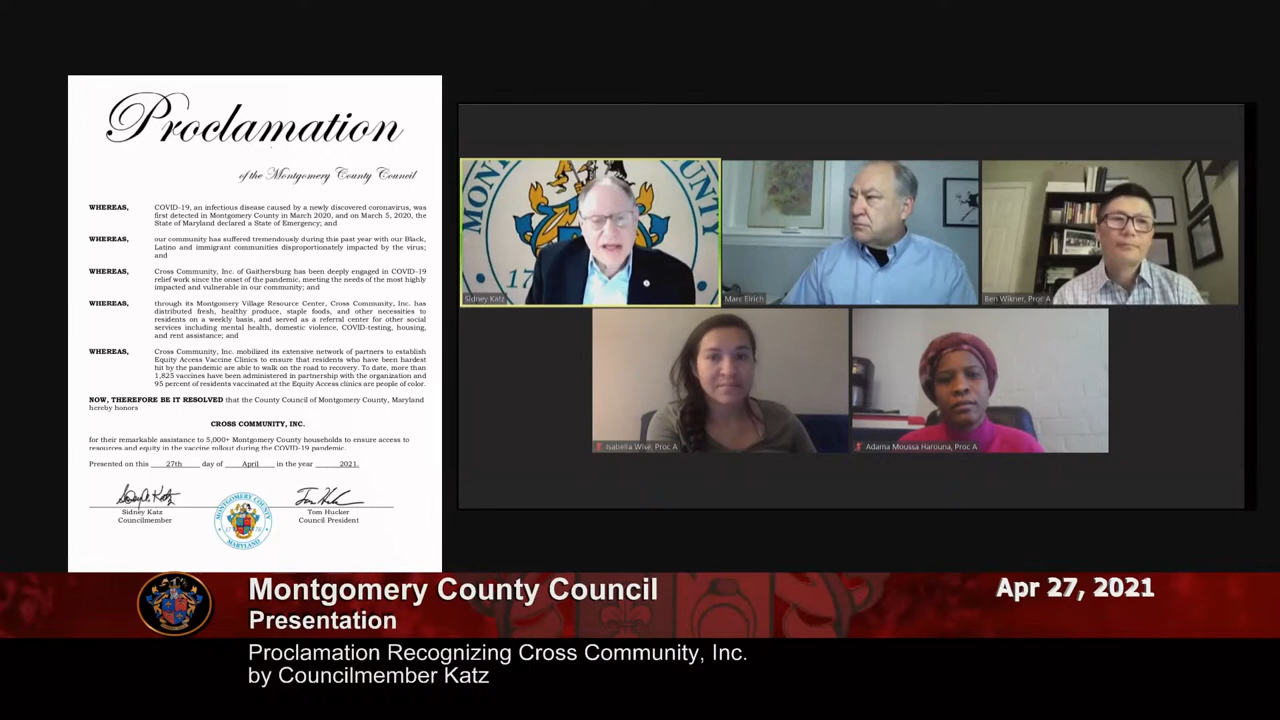 Proclamation
of the Montgomery County Council
WHEREAS, COVID-19, an infectious disease caused by a newly discovered coronavirus, was
first detected in Montgomery County in March 2020, and on March 5, 2020, the
State of Maryland declared a State of Emergency; and
WHEREAS, our community has suffered tremendously during this past year with our Black,
Latino and immigrant communities disproportionately impacted by the virus;
and
WHEREAS, Cross Community, Inc. of Gaithersburg has been deeply engaged in COVID-19
relief work since the onset of the pandemic, meeting the needs of the most highly
impacted and vulnerable in our community; and
WHEREAS, through its Montgomery Village Resource Center, Cross Community, Inc. has
distributed fresh, healthy produce, staple foods, and other necessities to
residents on a weekly basis, and served as a referral center for other social
services including mental health, domestic violence, COVID-testing, housing,
and rent assistance; and
WHEREAS, Cross Community, Inc. mobilized its extensive network of partners to establish
Equity Access Vaccine Clinics to ensure that residents who have been hardest
hit by the pandemic are able to walk on the road to recovery. To date, more than
1,825 vaccines have been administered in partnership with the organization and
95 percent of residents vaccinated at the Equity Access clinics are people of color.
NOW, THEREFORE BE IT RESOLVED that the County Council of Montgomery County, Maryland
hereby honors
CROSS COMMUNITY, INC.
for their remarkable assistance to 5,000+ Montgomery County households to ensure access to
resources and equity in the vaccine rollout during the COVID-19 pandemic.
Presented on this 27th day of April in the year 2021.
Sidney Katz
Councilmember
Tom Hucker
Council President
MONTGOMERY COUNTY
1776
MARYLAND
MONT
COUNTY
17
Sidney Katz
Marc Elrich
Ben Wikner, Proc A
Isabella Wise, Proc A
Adama Moussa Harouna, Proc A
Montgomery County Council
Apr 27, 2021
Presentation
Proclamation Recognizing Cross Community, Inc.
by Councilmember Katz